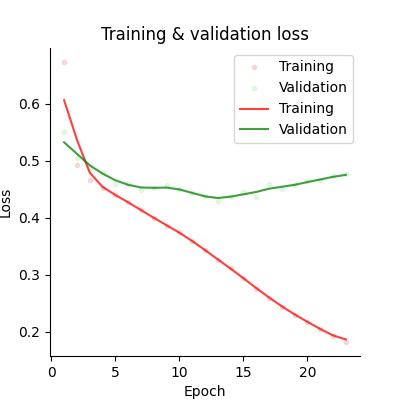 Training & validation loss
Training
Validation
Training
Validation
Loss
0.6
0.5
0.4
0.3
0.2
0 5 10 15 20
Epoch